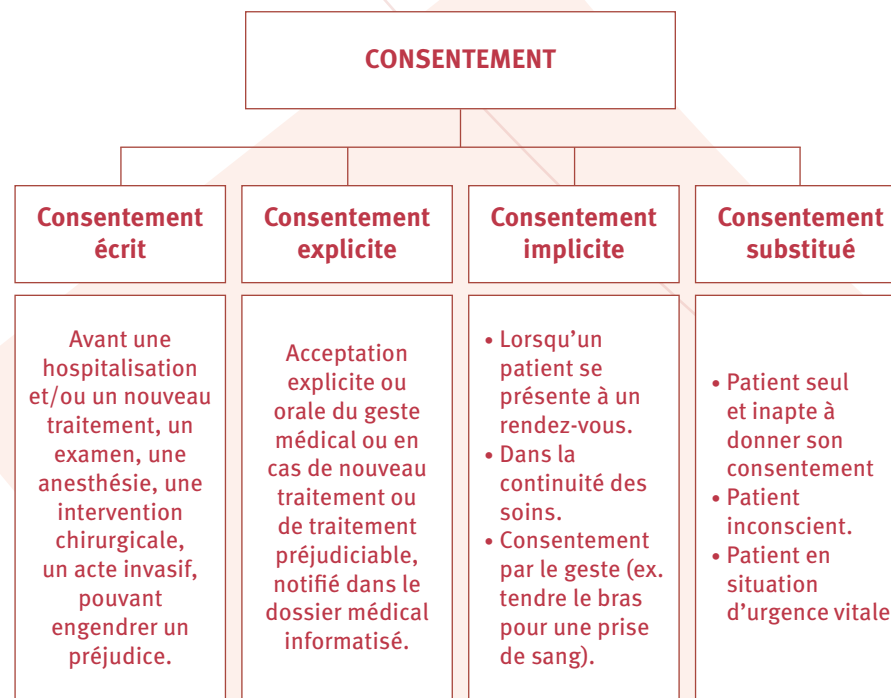 CONSENTEMENT
Consentement
écrit
Avant une
hospitalisation
et/ou un nouveau
traitement, un
examen, une
anesthésie, une
intervention
chirurgicale,
un acte invasif,
pouvant
engendrer un
préjudice.
Consentement
explicite
Acceptation
explicite ou
orale du geste
médical ou en
cas de nouveau
traitement ou
de traitement
préjudiciable,
notifié dans le
dossier médical
informatisé.
Consentement
implicite
• Lorsqu’un
patient se
présente à un
rendez-vous.
• Dans la
continuité des
soins.
• Consentement
par le geste (ex.
tendre le bras
pour une prise
de sang).
Consentement
substitué
• Patient seul
et inapte à
donner son
consentement
• Patient
inconscient.
• Patient en
situation
d’urgence vitale